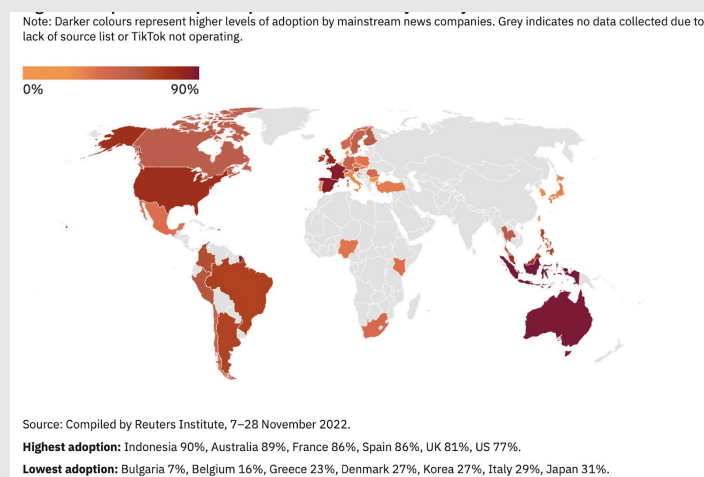 Note: Darker colours represent higher levels of adoption by mainstream news companies. Grey indicates no data collected due to
lack of source list or TikTok not operating.
0% 90%
Source: Compiled by Reuters Institute, 7–28 November 2022.
Highest adoption: Indonesia 90%, Australia 89%, France 86%, Spain 86%, UK 81%, US 77%.
Lowest adoption: Bulgaria 7%, Belgium 16%, Greece 23%, Denmark 27%, Korea 27%, Italy 29%, Japan 31%.